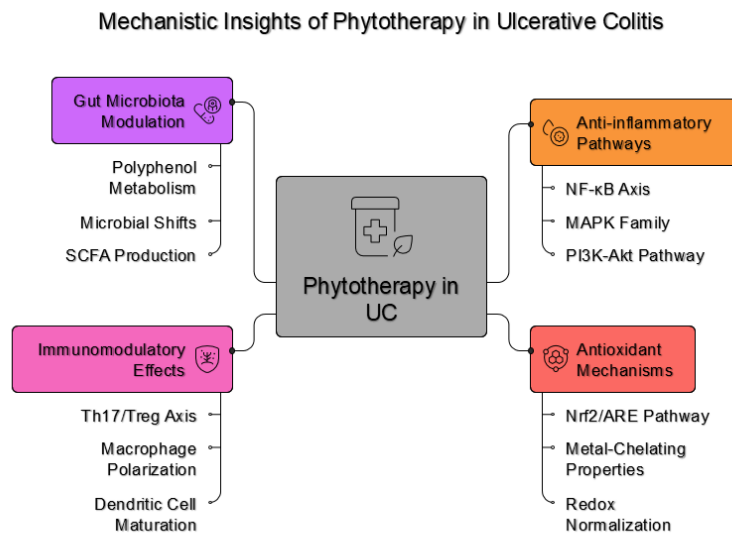 Mechanistic Insights of Phytotherapy in Ulcerative Colitis
Gut Microbiota
Modulation
Polyphenol
Metabolism
Microbial Shifts
SCFA Production
Immunomodulatory
Effects
Th17/Treg Axis
Macrophage
Polarization
Dendritic Cell
Maturation
Phytotherapy in
UC
Anti-inflammatory
Pathways
NF-κB Axis
MAPK Family
PI3K-Akt Pathway
Antioxidant
Mechanisms
Nrf2/ARE Pathway
Metal-Chelating
Properties
Redox
Normalization